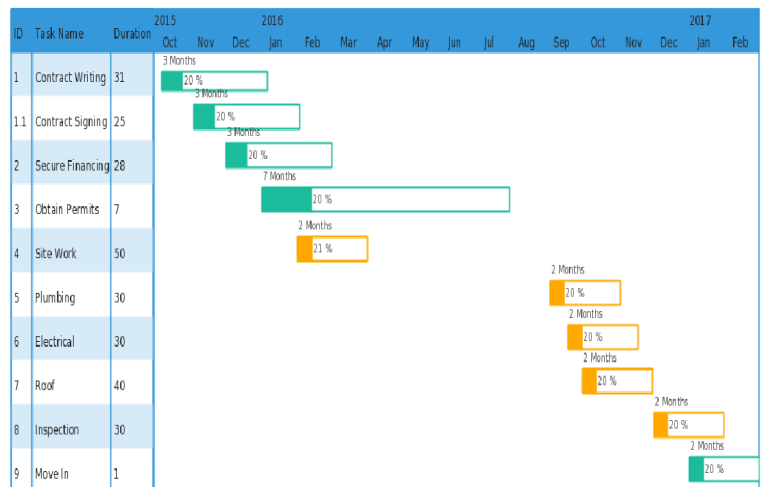 2015 2016 2017
ID Task Name Duration Oct Nov Dec Jan Feb Mar Apr May Jun Jul Aug Sep Oct Nov Dec Jan Feb
3 Months
1 Contract Writing 31 20 %
3 Months
1.1 Contract Signing 25 20 %
3 Months
2 Secure Financing 28 20 %
7 Months
3 Obtain Permits 7 20 %
2 Months
4 Site Work 50 21 %
2 Months
5 Plumbing 30 20 %
2 Months
6 Electrical 30 20 %
2 Months
7 Roof 40 20 %
2 Months
8 Inspection 30 20 %
2 Months
9 Move In 1 20 %